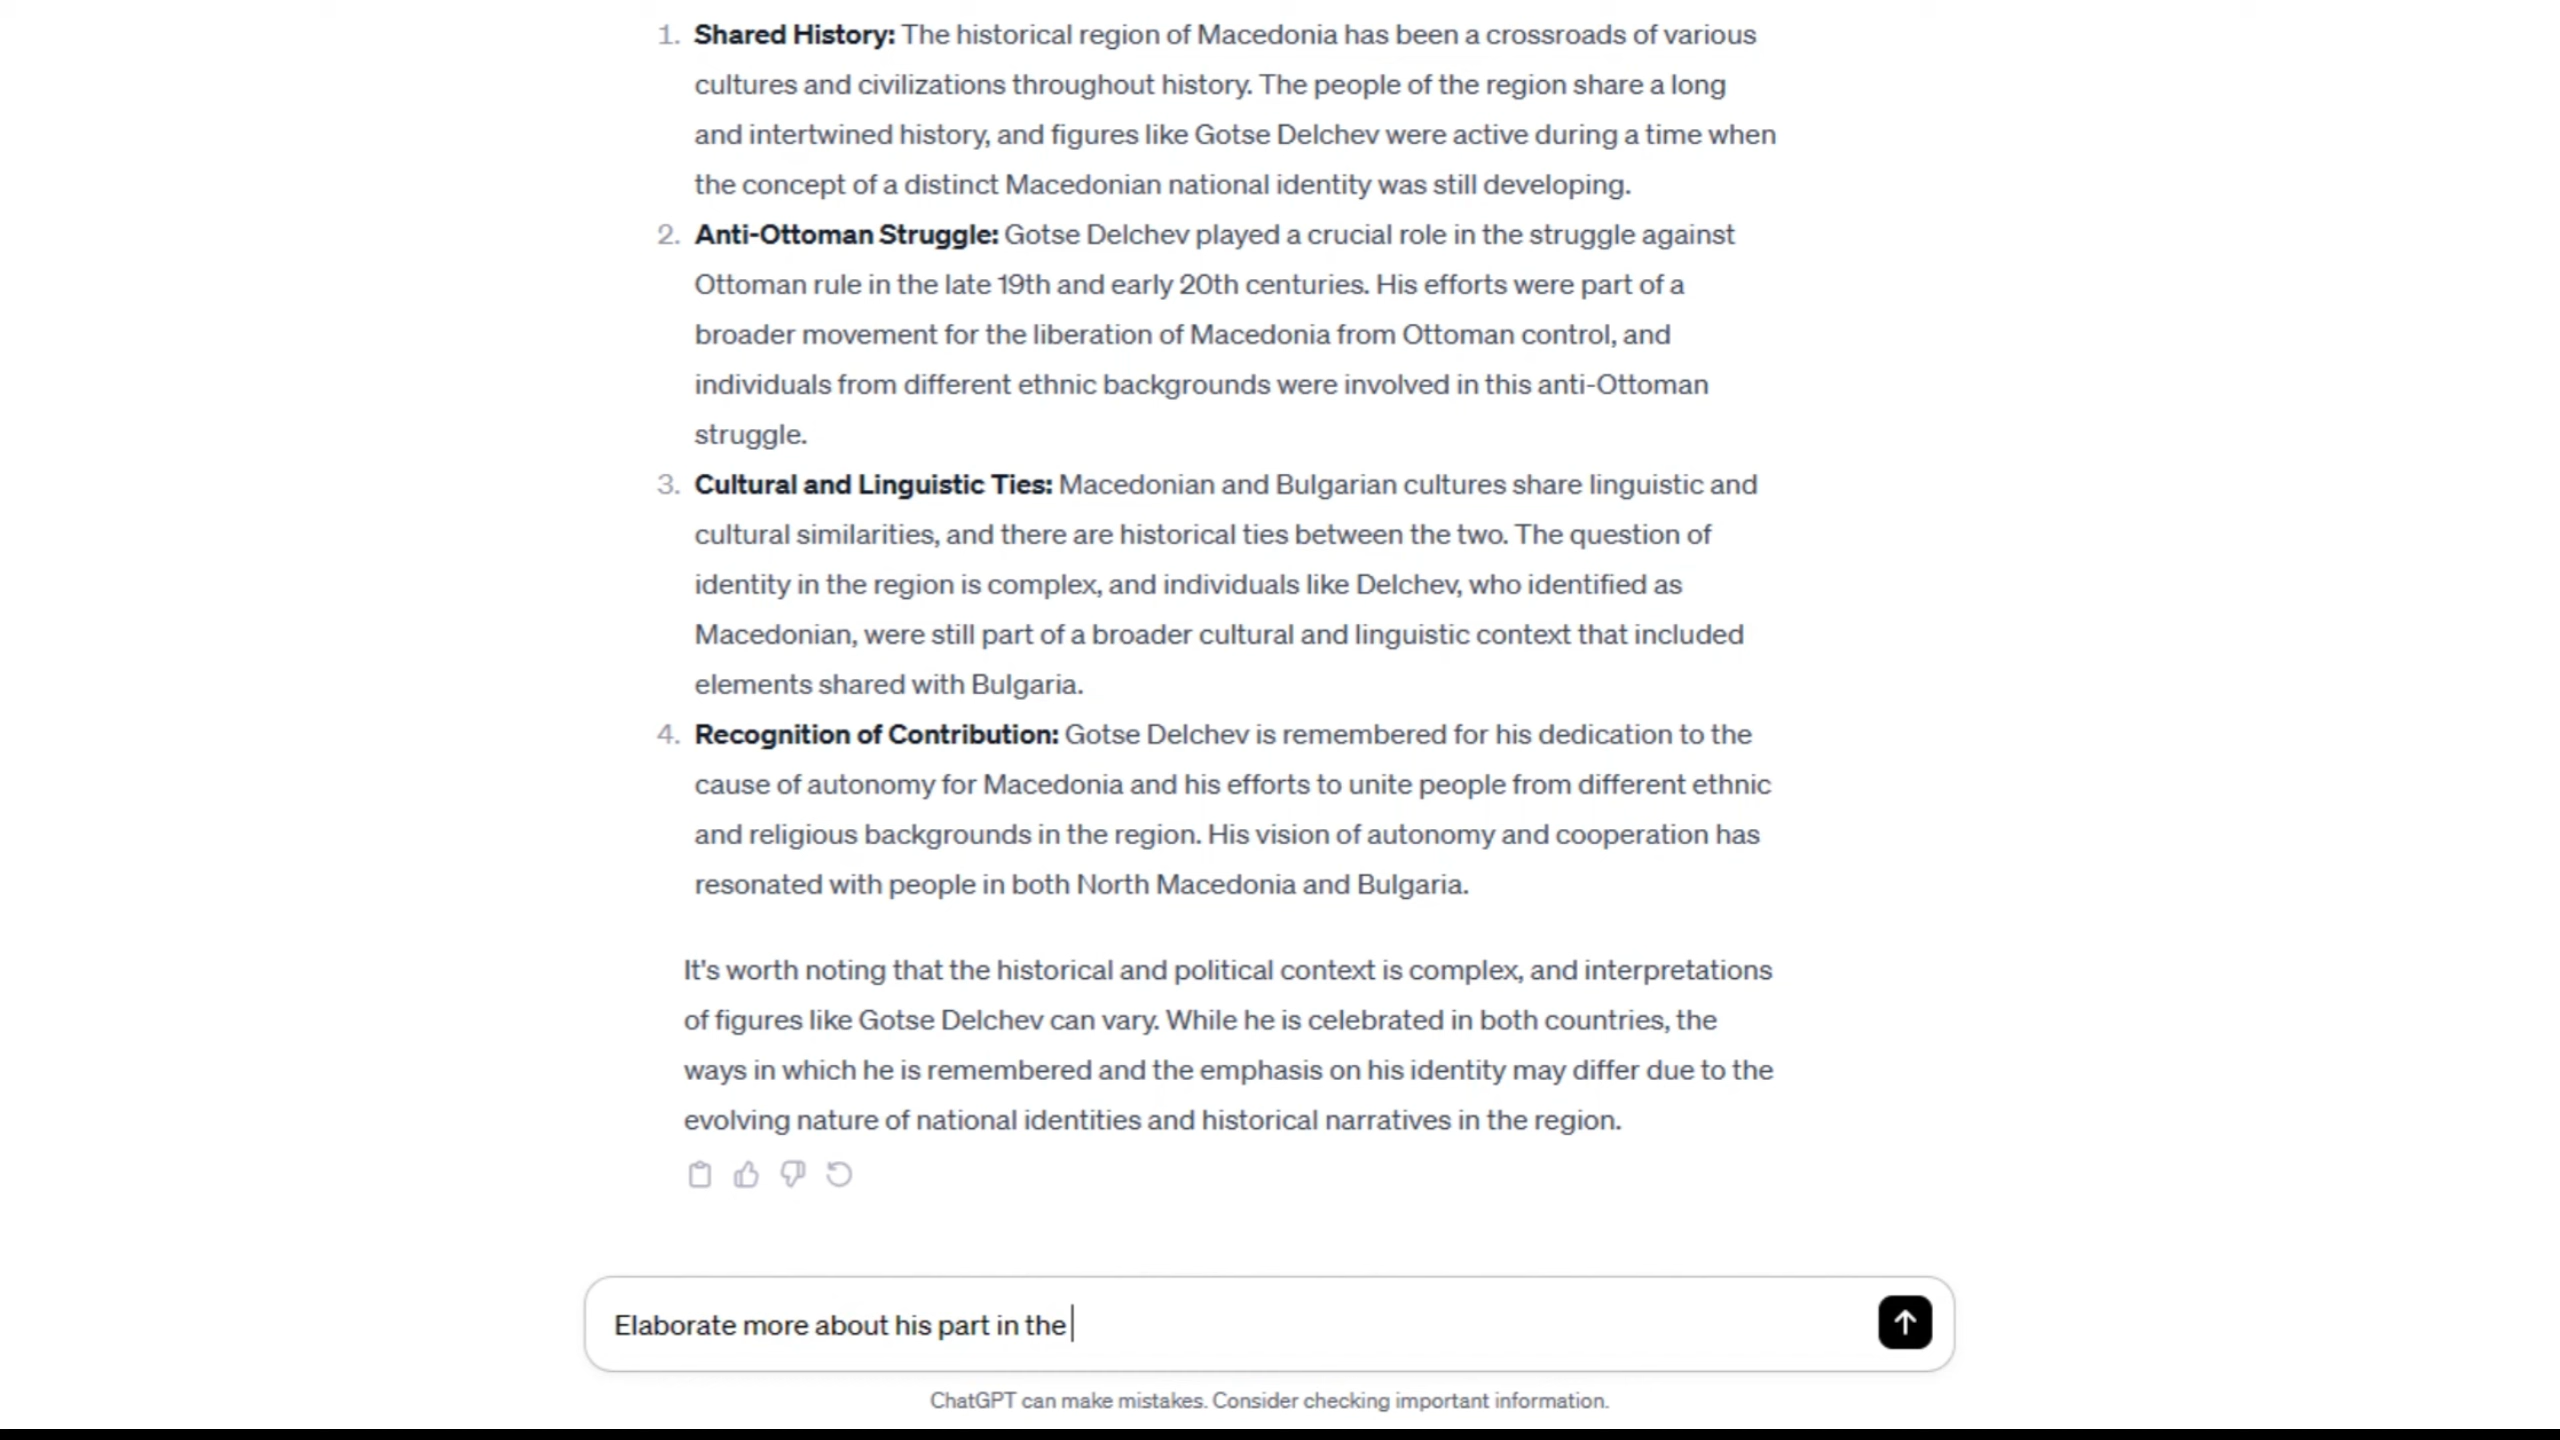 1. Shared History: The historical region of Macedonia has been a crossroads of various
cultures and civilizations throughout history. The people of the region share a long
and intertwined history, and figures like Gotse Delchev were active during a time when
the concept of a distinct Macedonian national identity was still developing.
2. Anti-Ottoman Struggle: Gotse Delchev played a crucial role in the struggle against
Ottoman rule in the late 19th and early 20th centuries. His efforts were part of a
broader movement for the liberation of Macedonia from Ottoman control, and
individuals from different ethnic backgrounds were involved in this anti-Ottoman
struggle.
3. Cultural and Linguistic Ties: Macedonian and Bulgarian cultures share linguistic and
cultural similarities, and there are historical ties between the two. The question of
identity in the region is complex, and individuals like Delchev, who identified as
Macedonian, were still part of a broader cultural and linguistic context that included
elements shared with Bulgaria.
4. Recognition of Contribution: Gotse Delchev is remembered for his dedication to the
cause of autonomy for Macedonia and his efforts to unite people from different ethnic
and religious backgrounds in the region. His vision of autonomy and cooperation has
resonated with people in both North Macedonia and Bulgaria.
It's worth noting that the historical and political context is complex, and interpretations
of figures like Gotse Delchev can vary. While he is celebrated in both countries, the
ways in which he is remembered and the emphasis on his identity may differ due to the
evolving nature of national identities and historical narratives in the region.
Elaborate more about his part in the
ChatGPT can make mistakes. Consider checking important information.